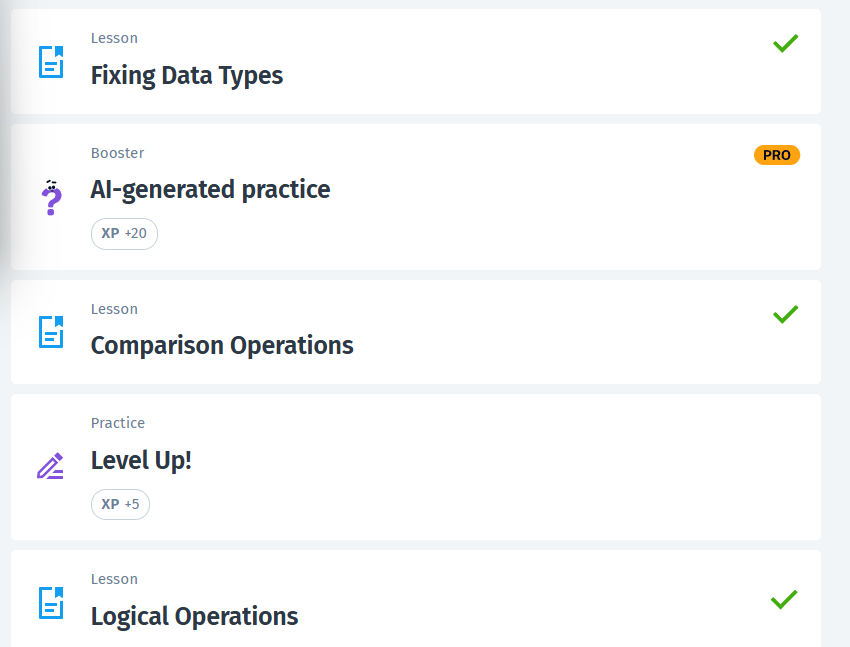 Lesson
Fixing Data Types
Booster
PRO
AI-generated practice
XP +20
Lesson
Comparison Operations
Practice
Level Up!
XP +5
Lesson
Logical Operations